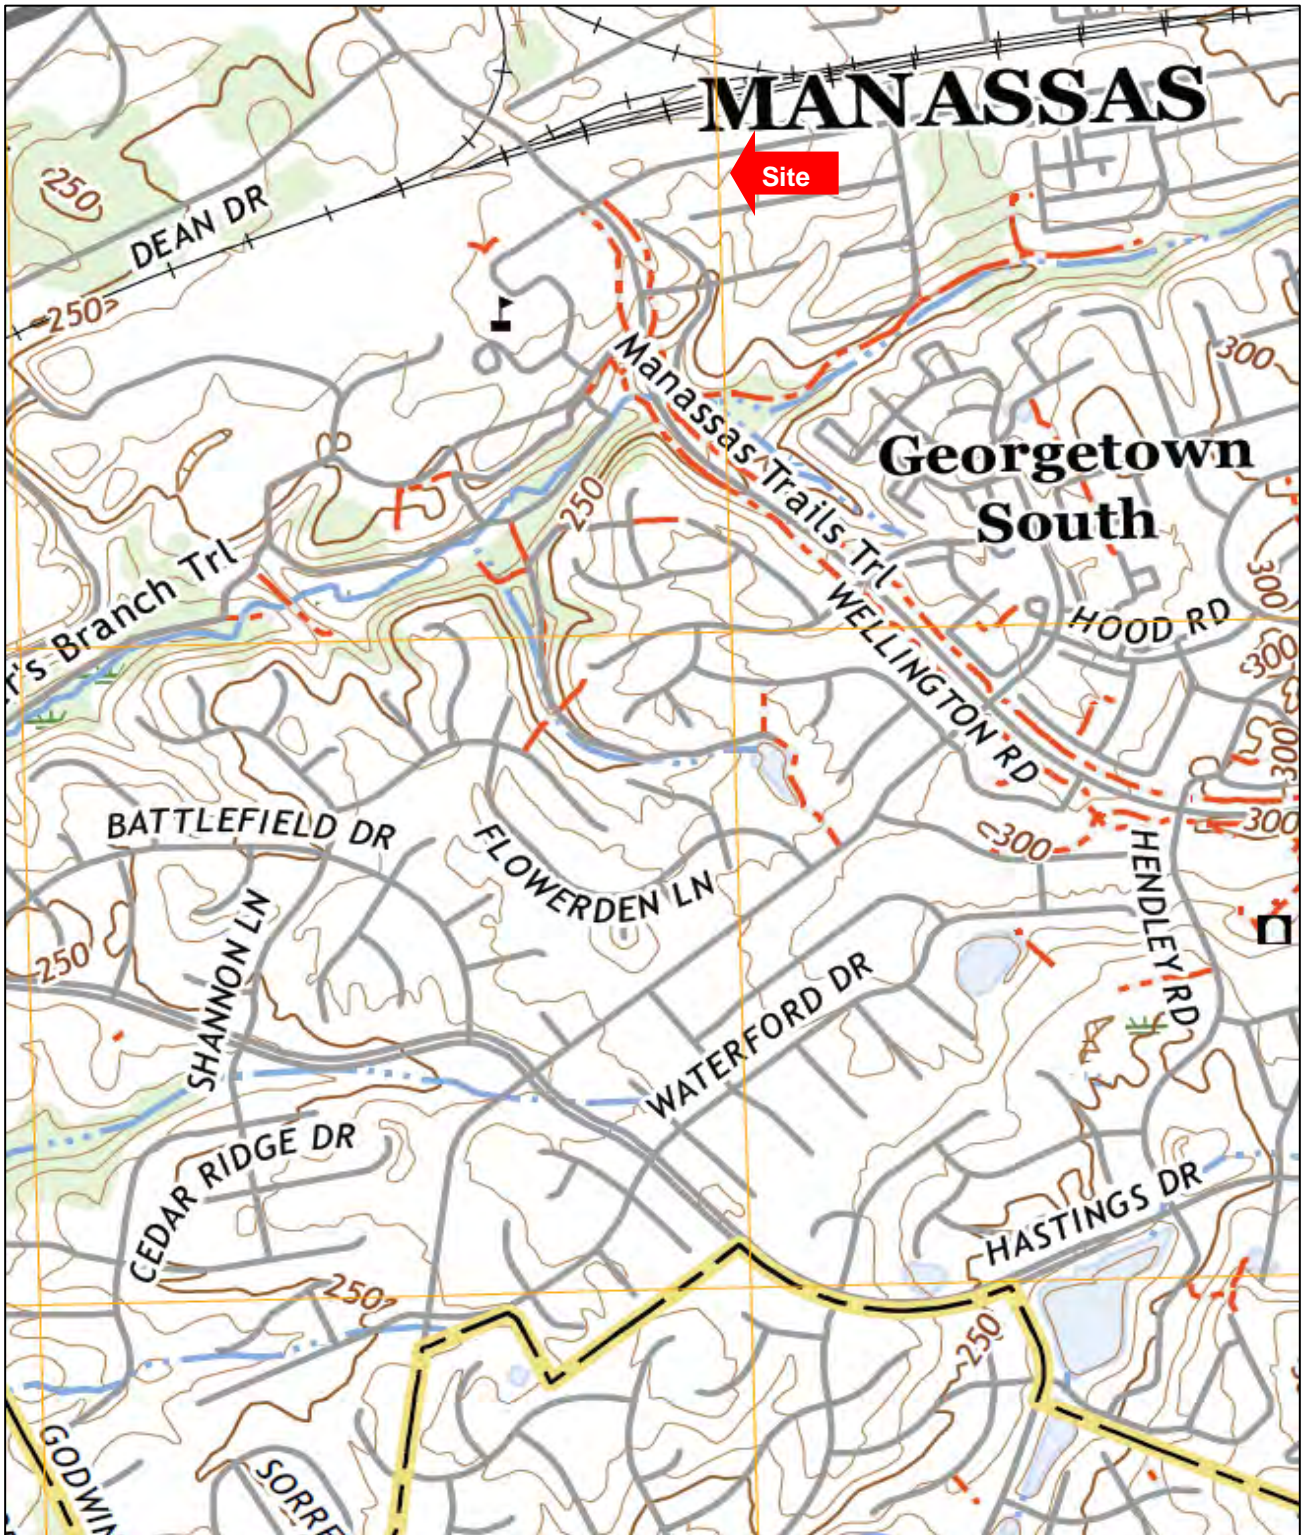 MANASSAS
Site
250
DEAN DR
250
300
Manassas Trails Trl
Georgetown
South
250
300
r's Branch Trl
HOOD RD
WELLINGTON RD
300
300
BATTLEFIELD DR
300
300
FLOWERDEN LN
HENDLEY RD
SHANNON LN
250
WATERFORD DR
CEDAR RIDGE DR
HASTINGS DR
250
250
GODWIN
SORRE